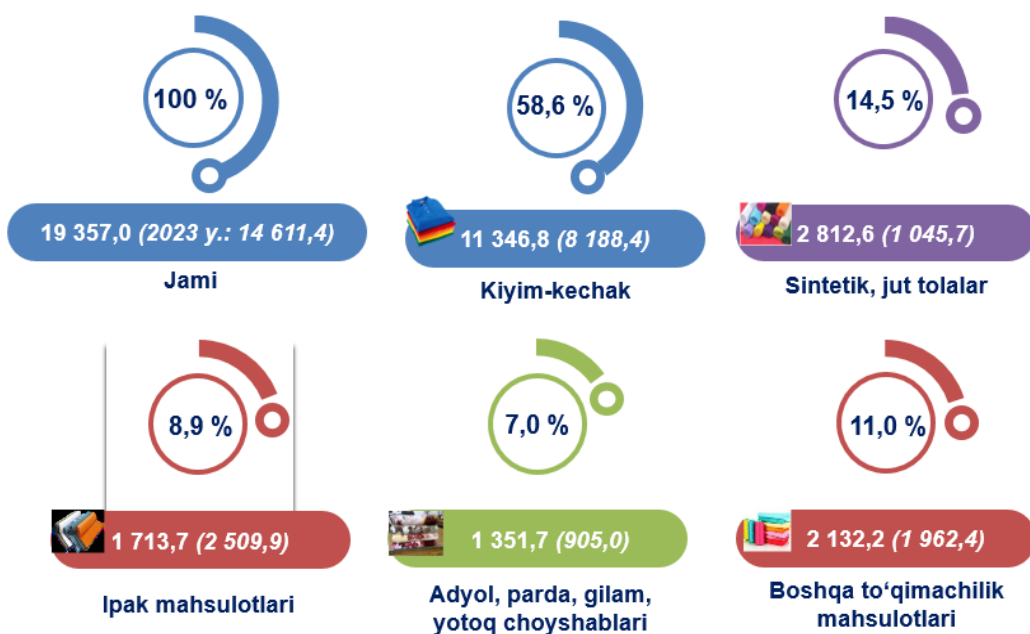 100 %
19 357,0 (2023 y.: 14 611,4)
Jami
58,6 %
11 346,8 (8 188,4)
Kiyim-kechak
14,5 %
2 812,6 (1 045,7)
Sintetik, jut tolalar
8,9 %
1 713,7 (2 509,9)
Ipak mahsulotlari
7,0 %
1 351,7 (905,0)
Adyol, parda, gilam,
yotoq choyshablari
11,0 %
2 132,2 (1 962,4)
Boshqa to‘qimachilik
mahsulotlari